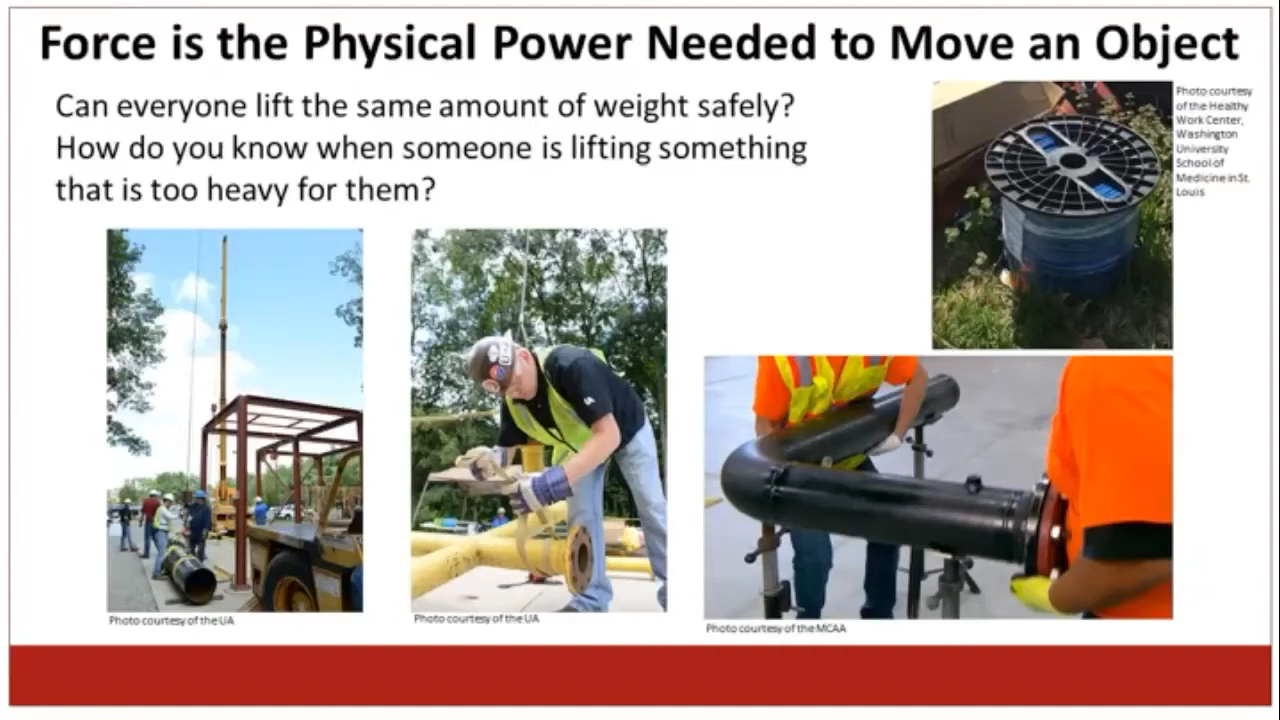 Force is the Physical Power Needed to Move an Object
Can everyone lift the same amount of weight safely?
How do you know when someone is lifting something
that is too heavy for them?
Photo courtesy
of the Healthy
Work Center,
Washington
University
School of
Medicine in St.
Louis
Photo courtesy of the UA
Photo courtesy of the UA
Photo courtesy of the MCAA